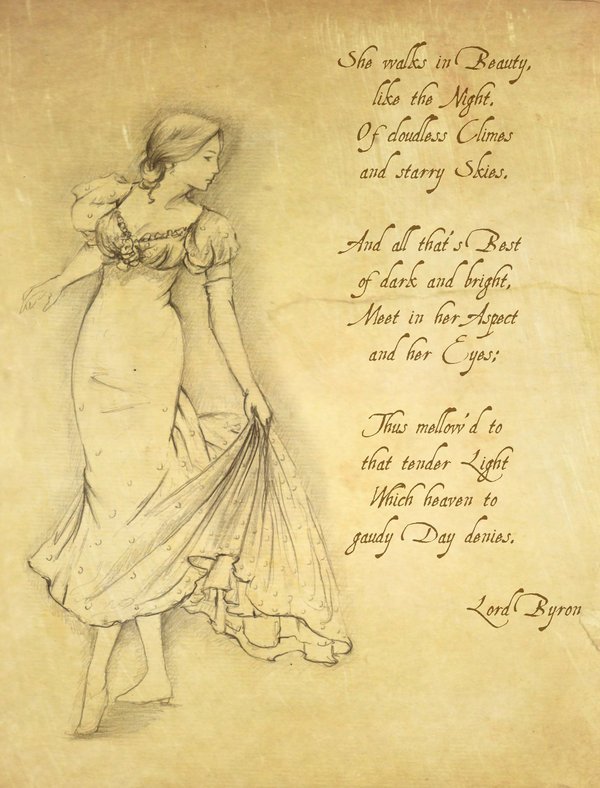 She walks in Beauty,
like the Night.
Of cloudless Climes
and starry Skies.
And all that's Best
of dark and bright,
Meet in her Aspect
and her Eyes;
Thus mellow'd to
that tender Light
Which heaven to
gaudy Day denies.
Lord Byron